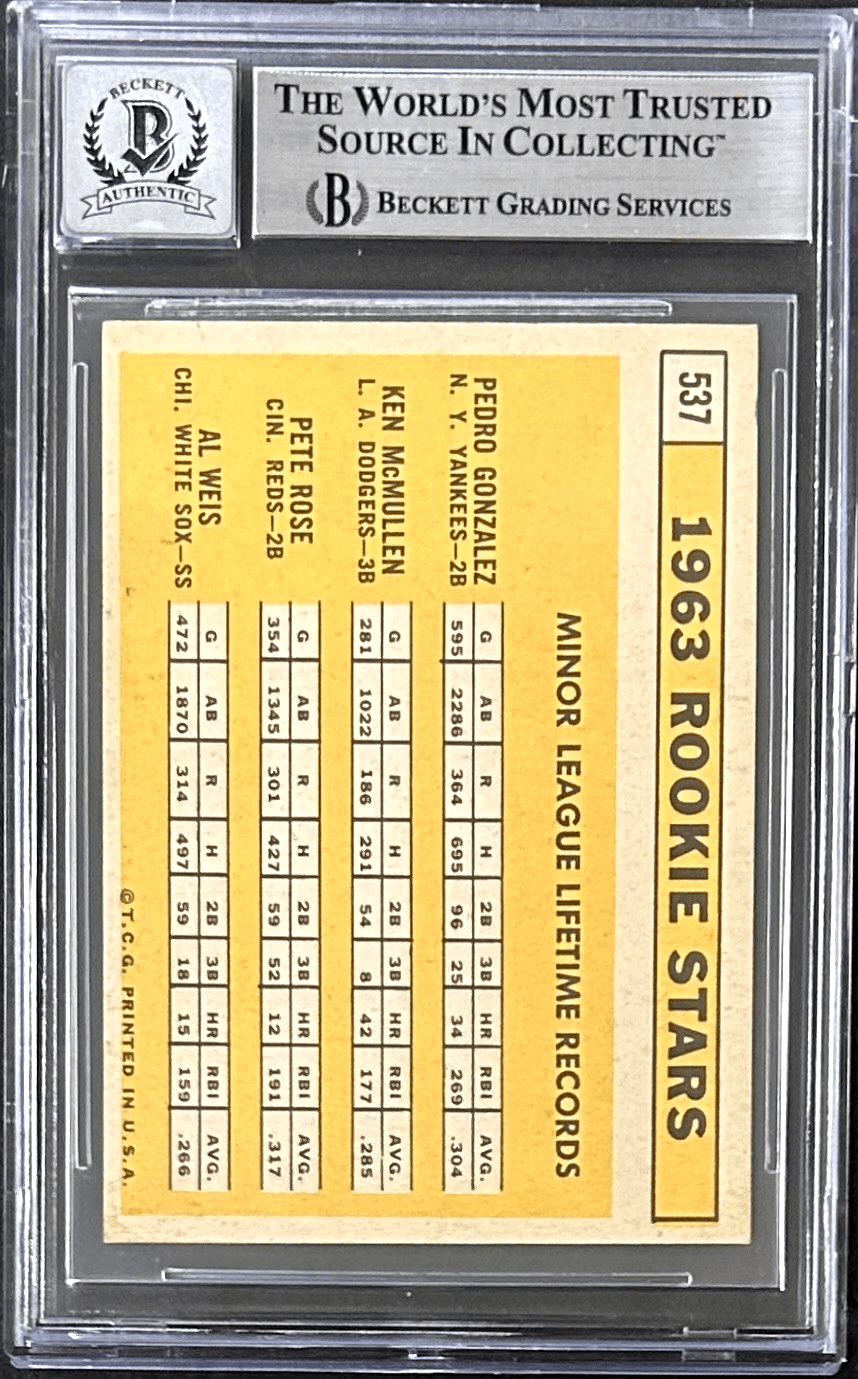 BECKETT
AUTHENTIC
THE WORLD'S MOST TRUSTED
SOURCE IN COLLECTING™
B BECKETT GRADING SERVICES
537 1963 ROOKIE STARS
MINOR LEAGUE LIFETIME RECORDS
PEDRO GONZALEZ
N. Y. YANKEES—2B
G AB R H 2B 3B HR RBI AVG.
595 2286 364 695 96 25 34 269 .304
KEN McMULLEN
L. A. DODGERS—3B
G AB R H 2B 3B HR RBI AVG.
281 1022 186 291 54 8 42 177 .285
PETE ROSE
CIN. REDS—2B
G AB R H 2B 3B HR RBI AVG.
354 1345 301 427 59 52 12 191 .317
AL WEIS
CHI. WHITE SOX—SS
G AB R H 2B 3B HR RBI AVG.
472 1870 314 497 59 18 15 159 .266
©T.C.G. PRINTED IN U.S.A.